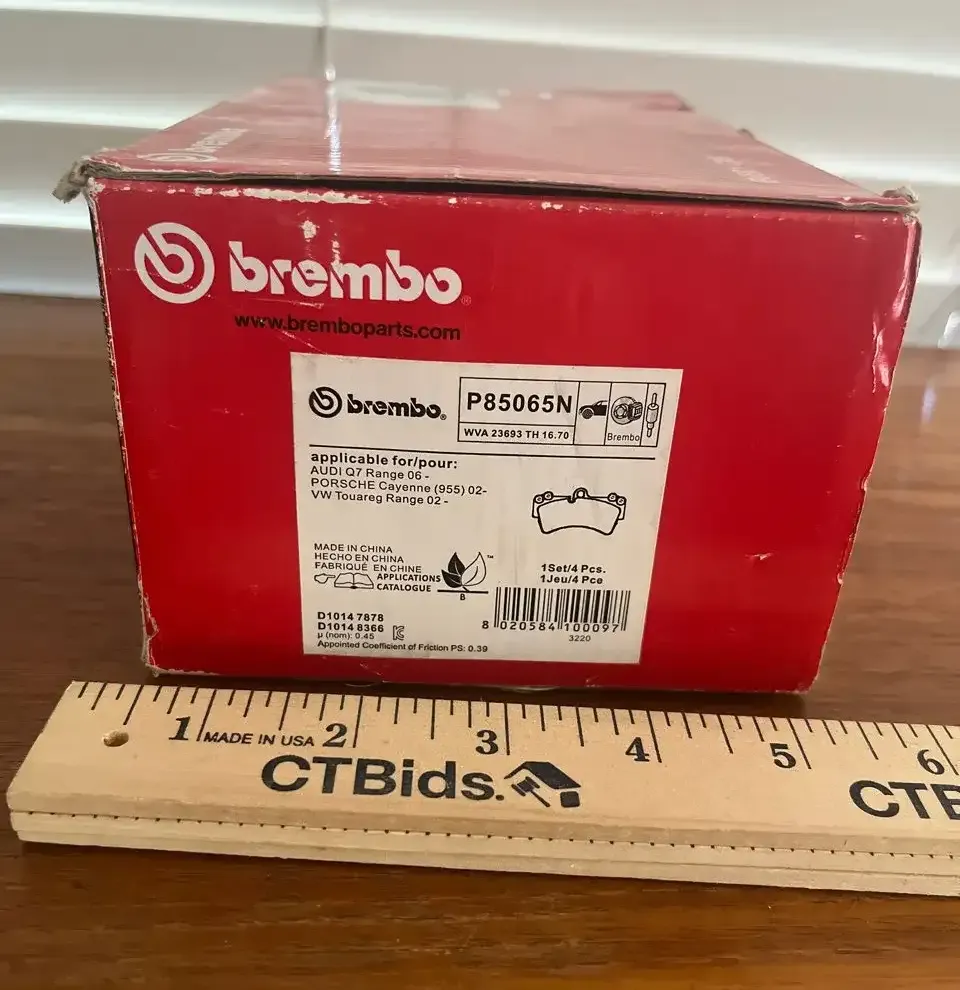 brembo
brembo®
www.bremboparts.com
brembo®
P85065N
WVA 23693 TH 16.70
Brembo
applicable for/pour:
AUDI Q7 Range 06 -
PORSCHE Cayenne (955) 02-
VW Touareg Range 02 -
MADE IN CHINA
HECHO EN CHINA
FABRIQUÉ EN CHINE
APPLICATIONS
CATALOGUE
™
B
1Set/4 Pcs.
1Jeu/4 Pce
D1014 7878
D1014 8366
µ (nom): 0.45
Appointed Coefficient of Friction PS: 0.39
8 020584 100097
3220
1 MADE IN USA 2 3 4 5 6
CTBids.